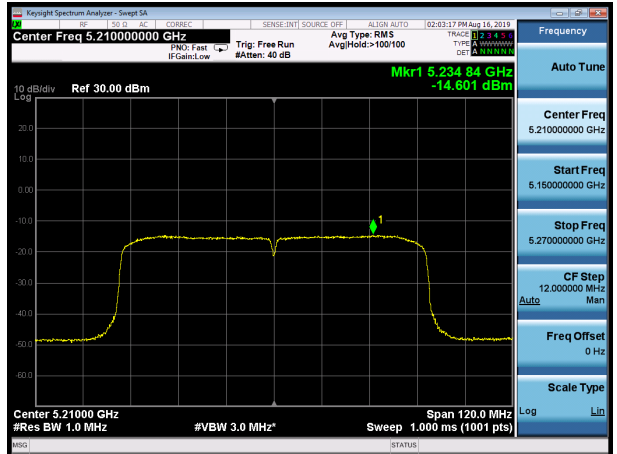 Keysight Spectrum Analyzer - Swept SA
RF 50 Ω AC CORREC SENSE:INT SOURCE OFF ALIGN AUTO 02:03:17 PM Aug 16, 2019
Center Freq 5.210000000 GHz
PNO: Fast
IFGain:Low
Trig: Free Run
#Atten: 40 dB
Avg Type: RMS
Avg|Hold:>100/100
TRACE 1 2 3 4 5 6
TYPE A WWWWW
DET A N N N N N
Mkr1 5.234 84 GHz
-14.601 dBm
10 dB/div Ref 30.00 dBm
Log
20.0
10.0
0.00
-10.0
-20.0
-30.0
-40.0
-50.0
-60.0
1
Center 5.21000 GHz
Span 120.0 MHz
#Res BW 1.0 MHz
#VBW 3.0 MHz*
Sweep 1.000 ms (1001 pts)
MSG
STATUS
Frequency
Auto Tune
Center Freq
5.210000000 GHz
Start Freq
5.150000000 GHz
Stop Freq
5.270000000 GHz
CF Step
12.000000 MHz
Auto Man
Freq Offset
0 Hz
Scale Type
Log Lin